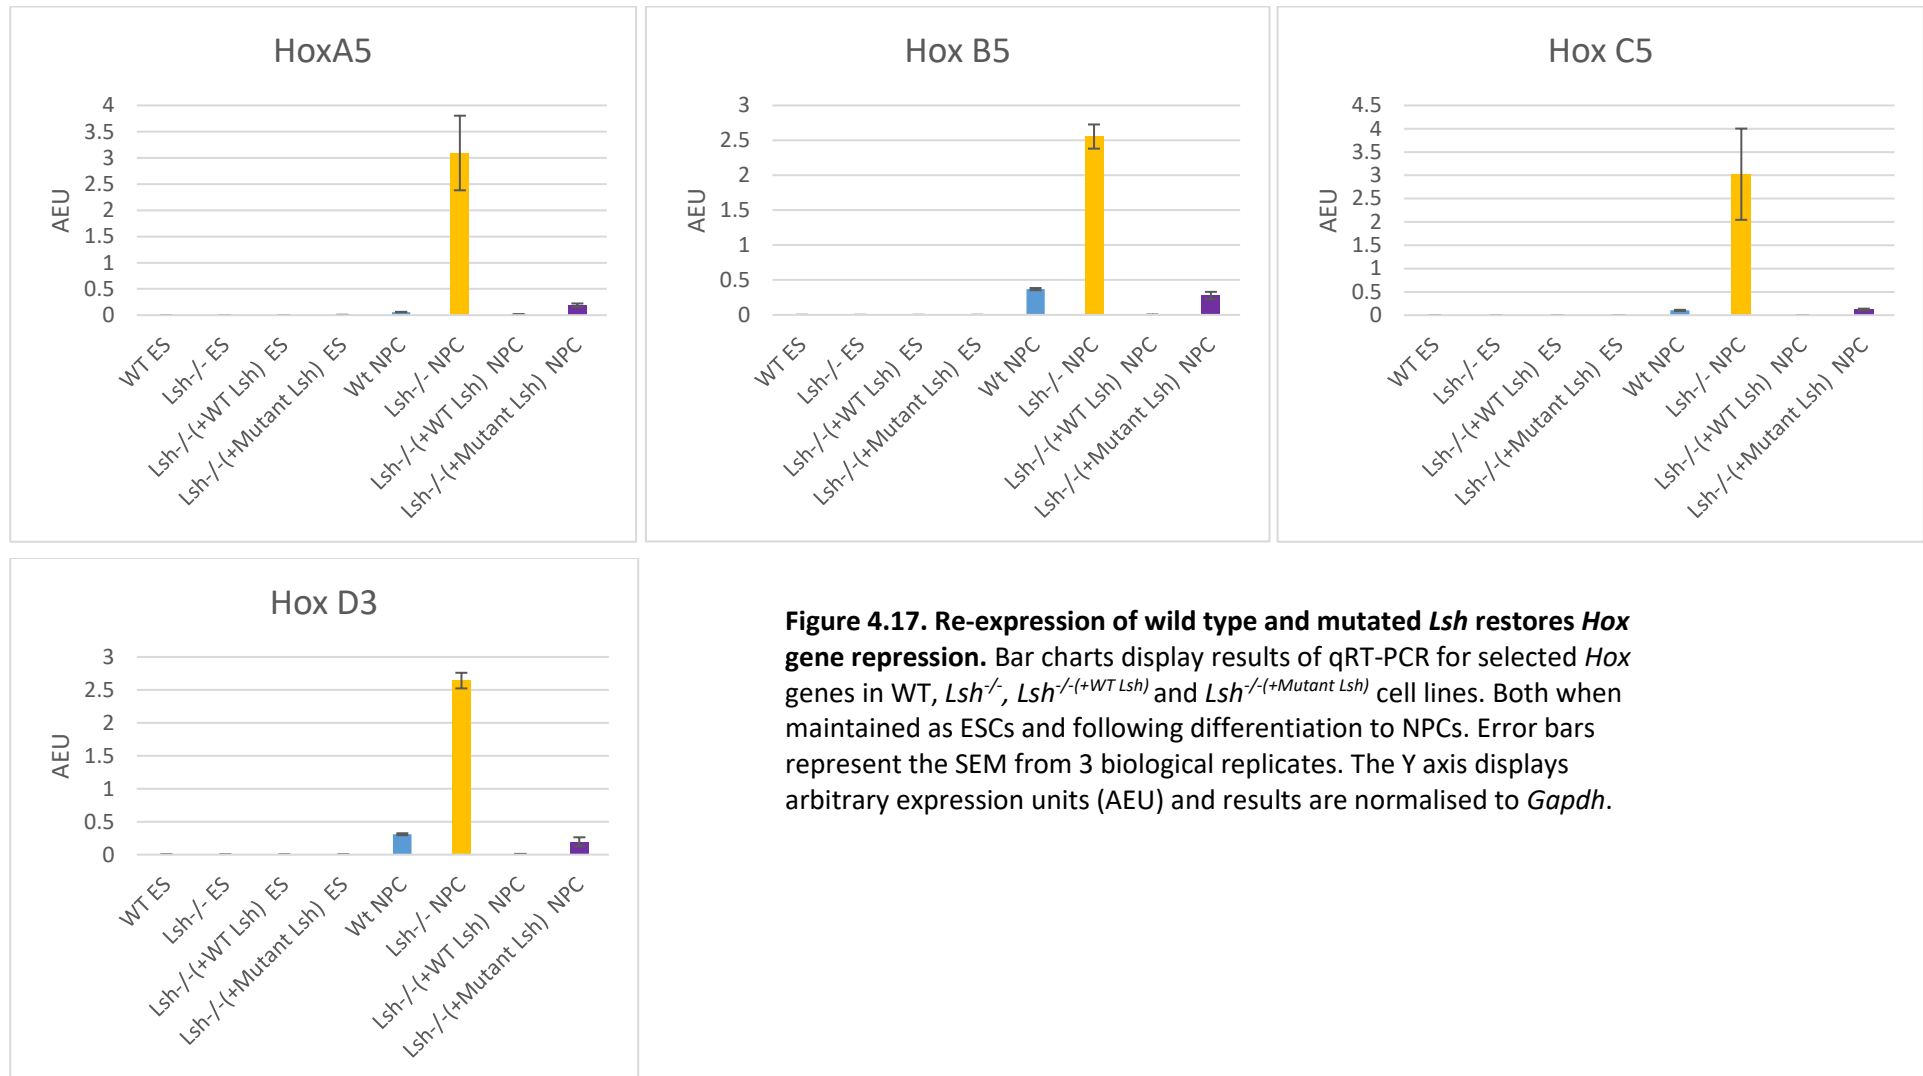 HoxA5
4
3.5
3
2.5
2
1.5
1
0.5
0
AEU
WT ES
Lsh-/- ES
Lsh-/-(+WT Lsh) ES
Lsh-/-(+Mutant Lsh) ES
Wt NPC
Lsh-/- NPC
Lsh-/-(+WT Lsh) NPC
Lsh-/-(+Mutant Lsh) NPC
Hox B5
3
2.5
2
1.5
1
0.5
0
AEU
WT ES
Lsh-/- ES
Lsh-/-(+WT Lsh) ES
Lsh-/-(+Mutant Lsh) ES
Wt NPC
Lsh-/- NPC
Lsh-/-(+WT Lsh) NPC
Lsh-/-(+Mutant Lsh) NPC
Hox C5
4.5
4
3.5
3
2.5
2
1.5
1
0.5
0
AEU
WT ES
Lsh-/- ES
Lsh-/-(+WT Lsh) ES
Lsh-/-(+Mutant Lsh) ES
Wt NPC
Lsh-/- NPC
Lsh-/-(+WT Lsh) NPC
Lsh-/-(+Mutant Lsh) NPC
Hox D3
3
2.5
2
1.5
1
0.5
0
AEU
WT ES
Lsh-/- ES
Lsh-/-(+WT Lsh) ES
Lsh-/-(+Mutant Lsh) ES
Wt NPC
Lsh-/- NPC
Lsh-/-(+WT Lsh) NPC
Lsh-/-(+Mutant Lsh) NPC
Figure 4.17. Re-expression of wild type and mutated Lsh restores Hox
gene repression. Bar charts display results of qRT-PCR for selected Hox
genes in WT, Lsh-/-, Lsh-/-(+WT Lsh) and Lsh-/-(+Mutant Lsh) cell lines. Both when
maintained as ESCs and following differentiation to NPCs. Error bars
represent the SEM from 3 biological replicates. The Y axis displays
arbitrary expression units (AEU) and results are normalised to Gapdh.